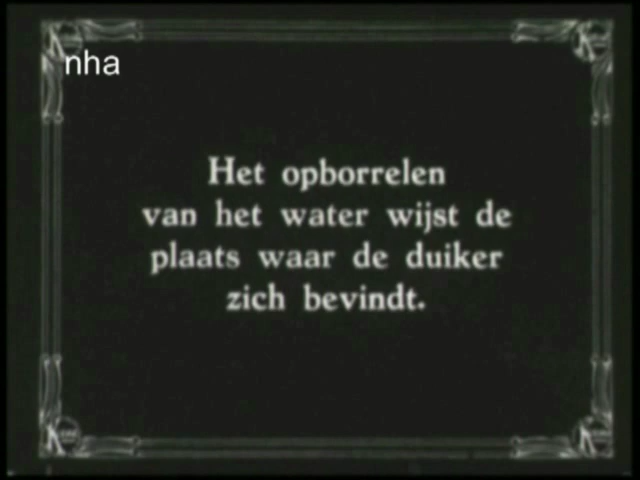 nha
Het opborrelen
van het water wijst de
plaats waar de duiker
zich bevindt.